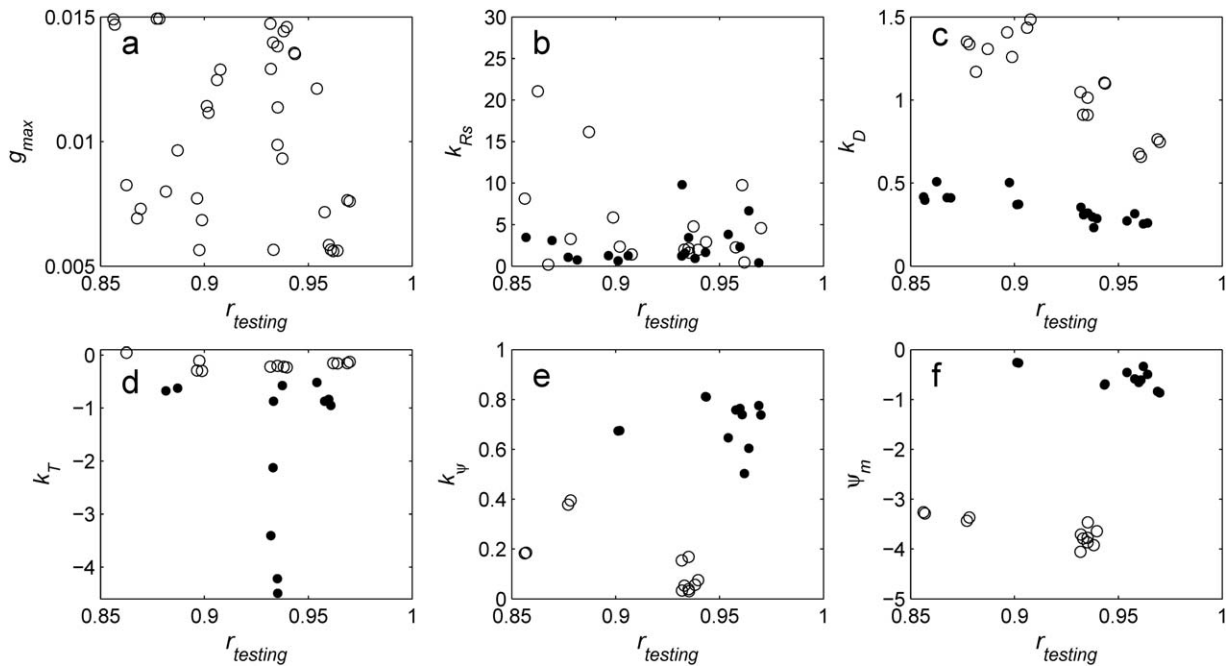 a
0.015
0.01
0.005
g_max
0.85 0.9 0.95 1
r_testing
b
30
25
20
15
10
5
0
k_Rs
0.85 0.9 0.95 1
r_testing
c
1.5
1
0.5
0
k_D
0.85 0.9 0.95 1
r_testing
d
0
−1
−2
−3
−4
k_T
0.85 0.9 0.95 1
r_testing
e
1
0.8
0.6
0.4
0.2
0
k_Ψ
0.85 0.9 0.95 1
r_testing
f
0
−1
−2
−3
−4
−5
Ψ_m
0.85 0.9 0.95 1
r_testing